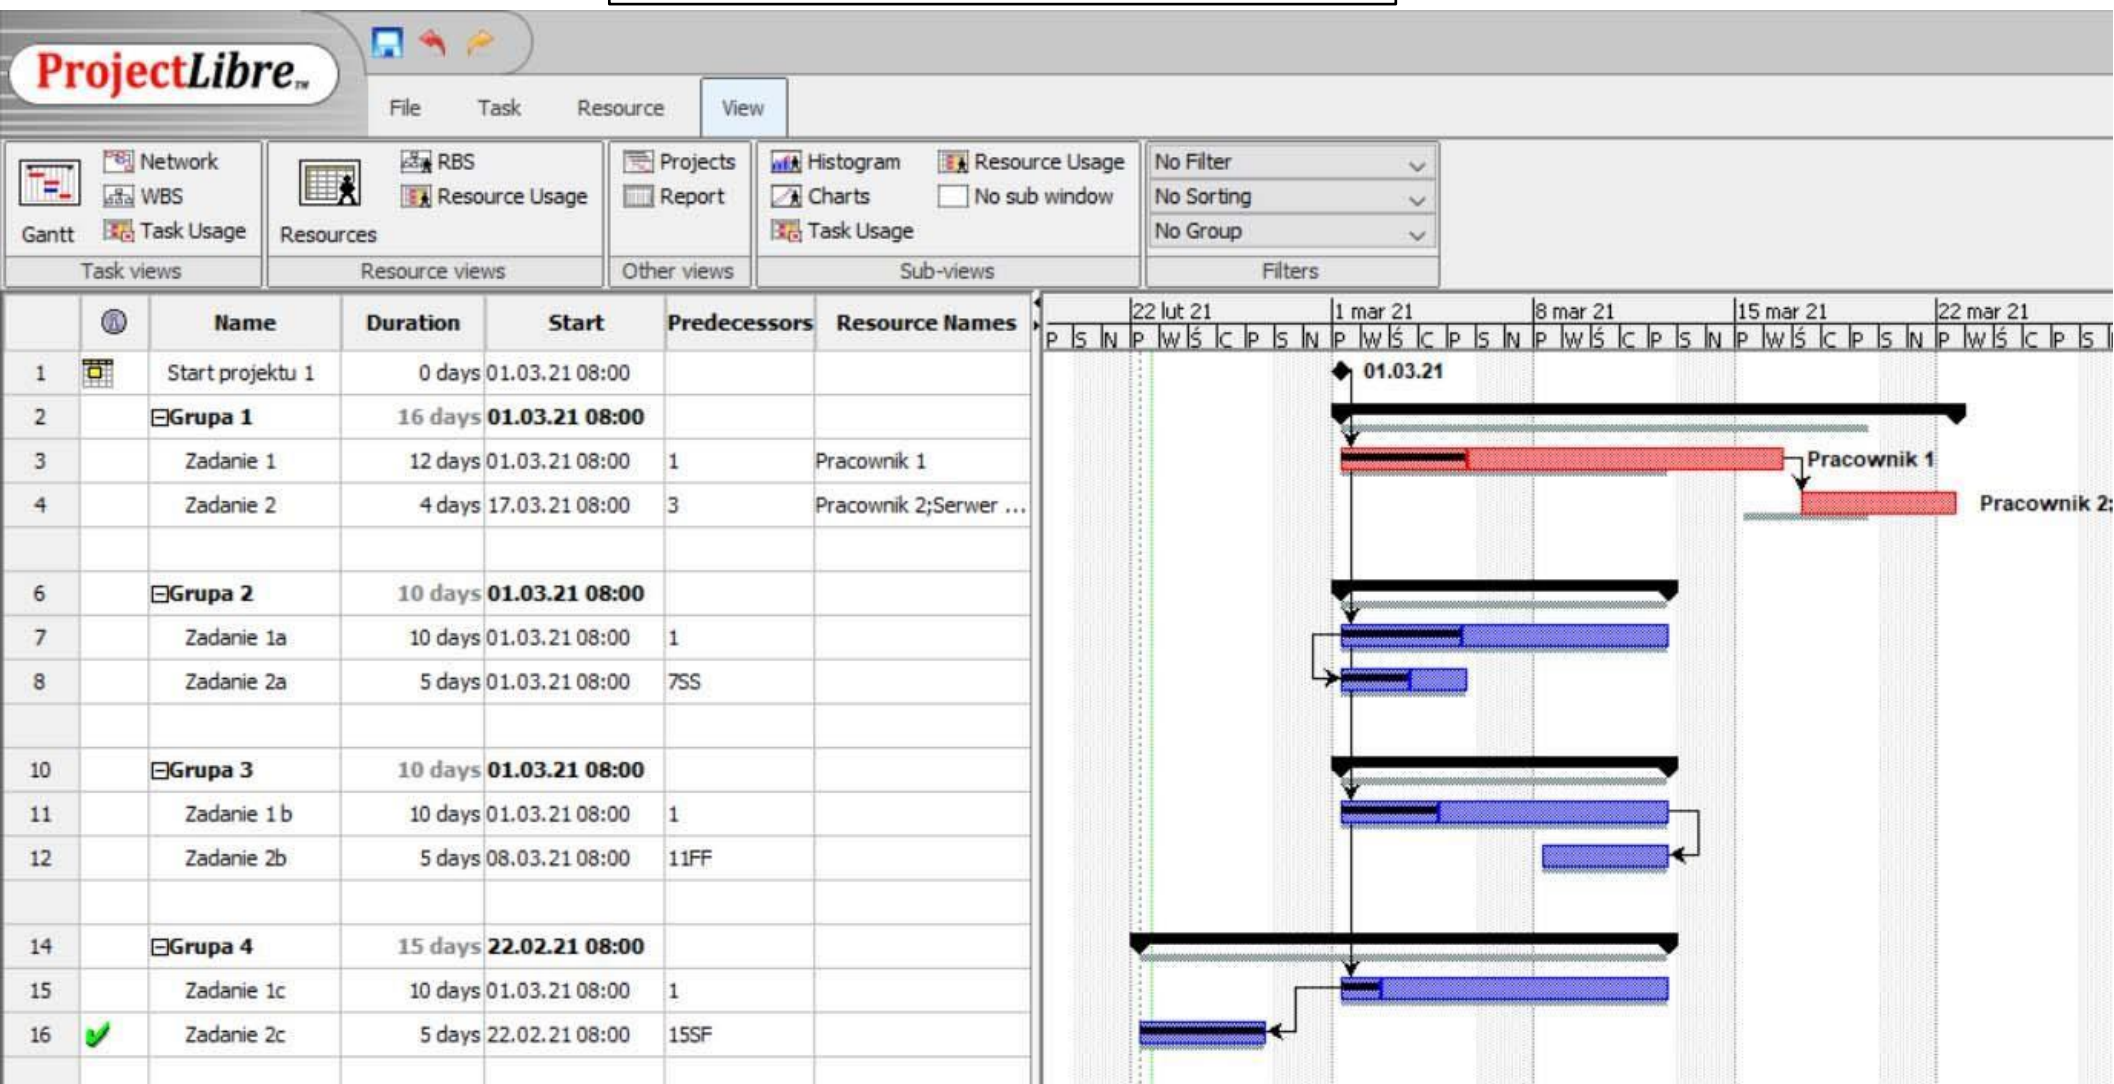 ProjectLibre™
File Task Resource View
Network RBS Projects Histogram Resource Usage No Filter
WBS Resource Usage Report Charts No sub window No Sorting
Gantt Task Usage Resources Task Usage No Group
Task views Resource views Other views Sub-views Filters
Name Duration Start Predecessors Resource Names 22 lut 21 1 mar 21 8 mar 21 15 mar 21 22 mar 21
P S N P W Ś C P S N P W Ś C P S N P W Ś C P S N P W Ś C P S N P W Ś C P S
1 Start projektu 1 0 days 01.03.21 08:00 01.03.21
2 Grupa 1 16 days 01.03.21 08:00
3 Zadanie 1 12 days 01.03.21 08:00 1 Pracownik 1 Pracownik 1
4 Zadanie 2 4 days 17.03.21 08:00 3 Pracownik 2;Serwer ... Pracownik 2;
6 Grupa 2 10 days 01.03.21 08:00
7 Zadanie 1a 10 days 01.03.21 08:00 1
8 Zadanie 2a 5 days 01.03.21 08:00 7SS
10 Grupa 3 10 days 01.03.21 08:00
11 Zadanie 1b 10 days 01.03.21 08:00 1
12 Zadanie 2b 5 days 08.03.21 08:00 11FF
14 Grupa 4 15 days 22.02.21 08:00
15 Zadanie 1c 10 days 01.03.21 08:00 1
16 Zadanie 2c 5 days 22.02.21 08:00 15SF